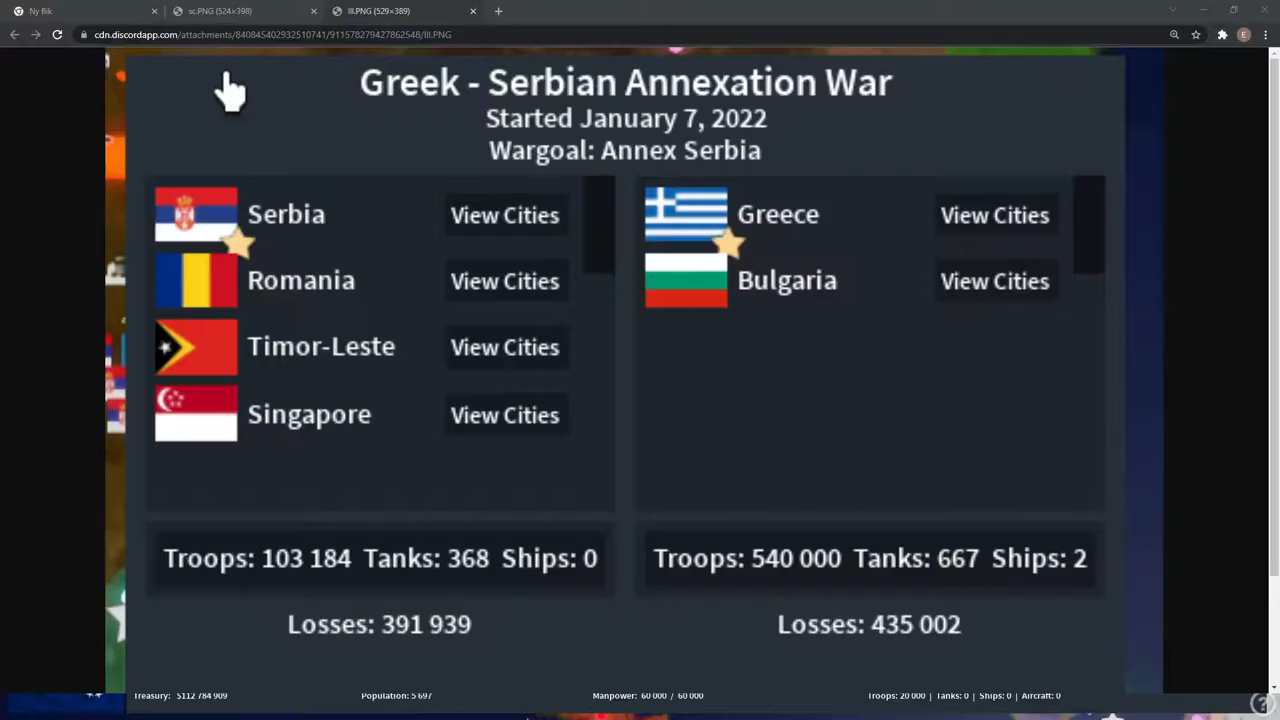 Ny flik
sc.PNG (524×398)
III.PNG (529×389)
cdn.discordapp.com/attachments/840845402932510741/911578279427862548/III.PNG
E
Greek - Serbian Annexation War
Started January 7, 2022
Wargoal: Annex Serbia
Serbia View Cities
Romania View Cities
Timor-Leste View Cities
Singapore View Cities
Greece View Cities
Bulgaria View Cities
Troops: 103 184 Tanks: 368 Ships: 0
Troops: 540 000 Tanks: 667 Ships: 2
Losses: 391 939
Losses: 435 002
Treasury: $112 784 909 Population: 5 697 Manpower: 60 000 / 60 000 Troops: 20 000 | Tanks: 0 | Ships: 0 | Aircraft: 0